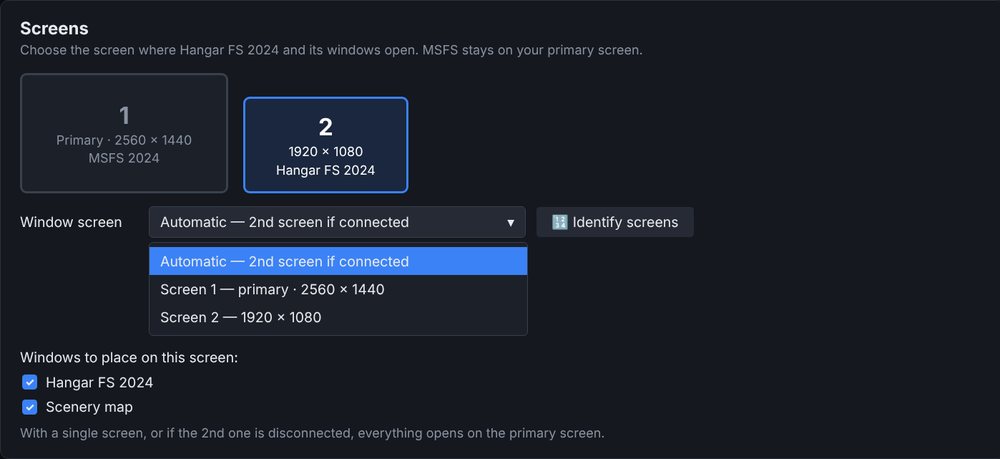 Screens
Choose the screen where Hangar FS 2024 and its windows open. MSFS stays on your primary screen.
1
Primary · 2560 × 1440
MSFS 2024
2
1920 × 1080
Hangar FS 2024
Window screen
Automatic — 2nd screen if connected ▼
🔢 Identify screens
Automatic — 2nd screen if connected
Screen 1 — primary · 2560 × 1440
Screen 2 — 1920 × 1080
Windows to place on this screen:
Hangar FS 2024
Scenery map
With a single screen, or if the 2nd one is disconnected, everything opens on the primary screen.